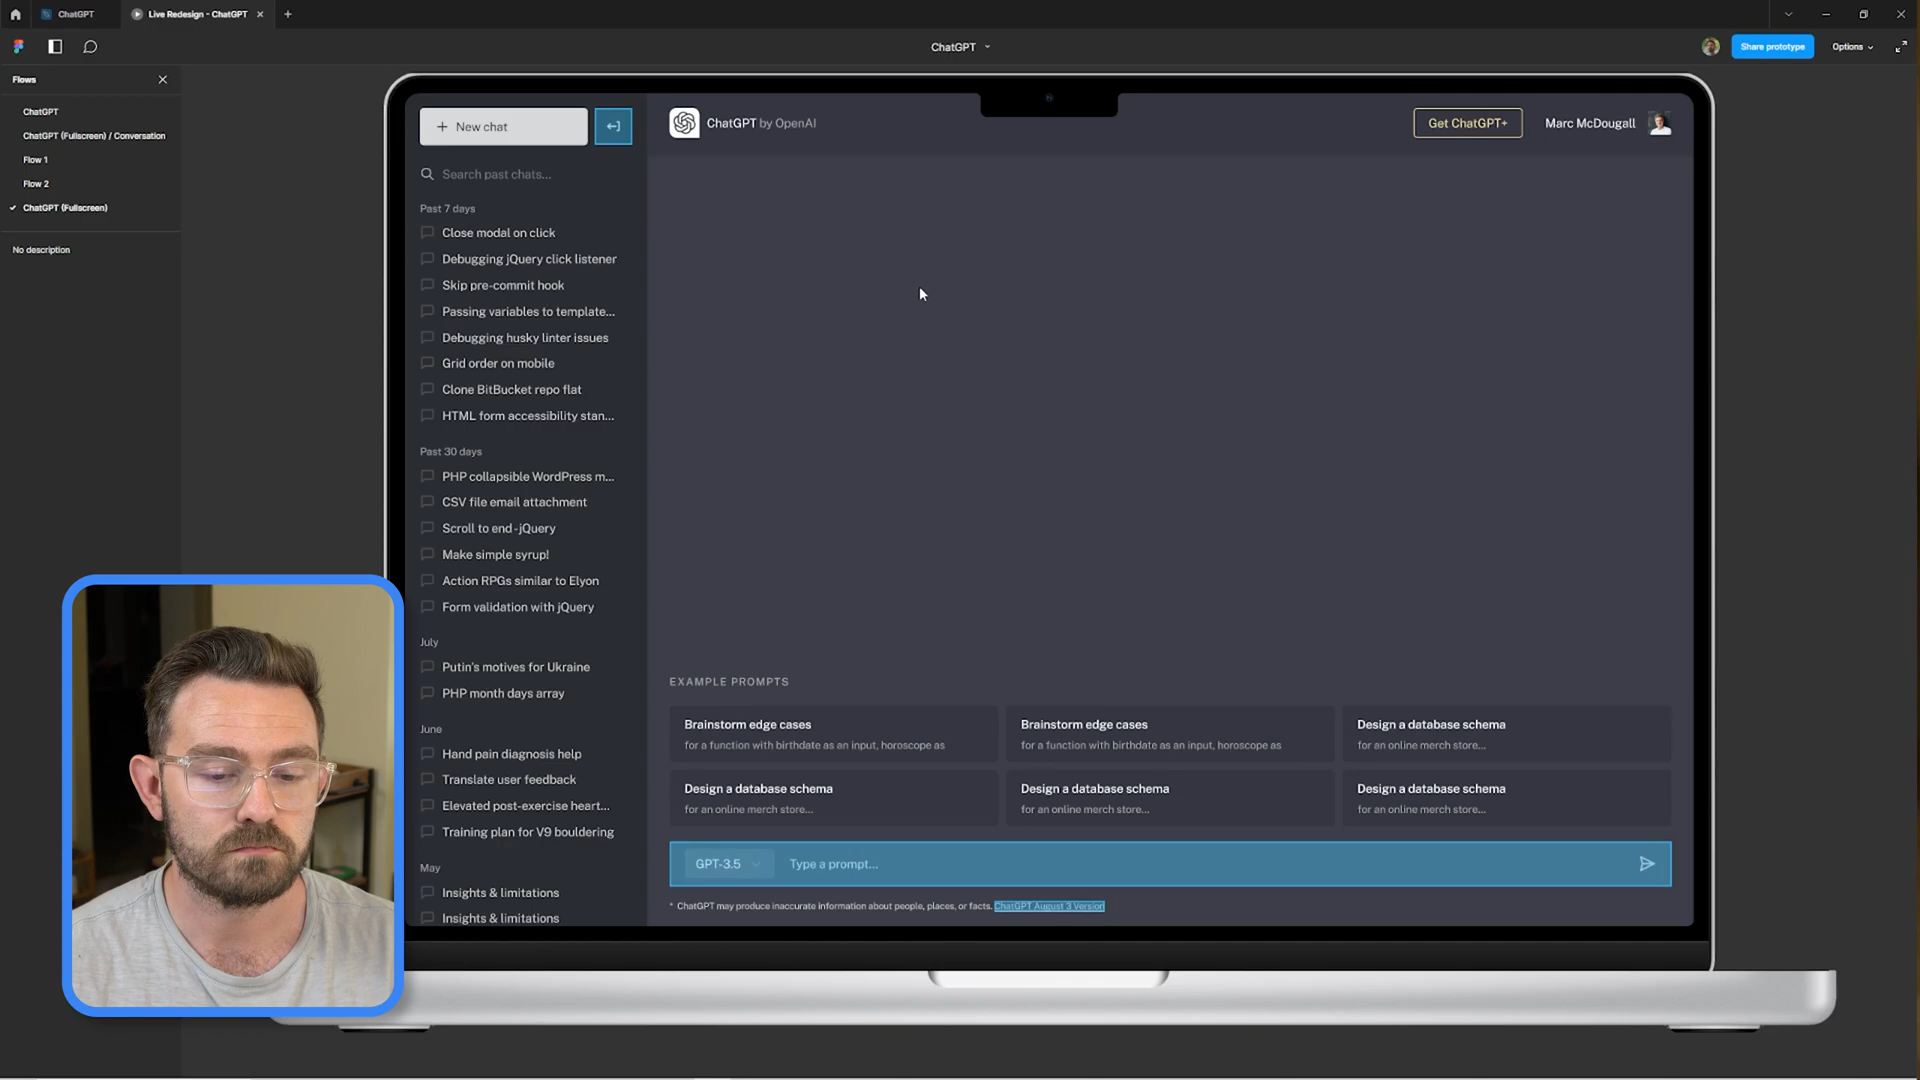 ChatGPT
Live Redesign - ChatGPT
ChatGPT
Share prototype
Options
Flows
ChatGPT
ChatGPT (Fullscreen) / Conversation
Flow 1
Flow 2
ChatGPT (Fullscreen)
No description
+ New chat
Search past chats...
Past 7 days
Close modal on click
Debugging jQuery click listener
Skip pre-commit hook
Passing variables to template...
Debugging husky linter issues
Grid order on mobile
Clone BitBucket repo flat
HTML form accessibility stan...
Past 30 days
PHP collapsible WordPress m...
CSV file email attachment
Scroll to end - jQuery
Make simple syrup!
Action RPGs similar to Elyon
Form validation with jQuery
July
Putin's motives for Ukraine
PHP month days array
June
Hand pain diagnosis help
Translate user feedback
Elevated post-exercise heart...
Training plan for V9 bouldering
May
Insights & limitations
Insights & limitations
ChatGPT by OpenAI
Get ChatGPT+
Marc McDougall
EXAMPLE PROMPTS
Brainstorm edge cases
for a function with birthdate as an input, horoscope as
Brainstorm edge cases
for a function with birthdate as an input, horoscope as
Design a database schema
for an online merch store...
Design a database schema
for an online merch store...
Design a database schema
for an online merch store...
Design a database schema
for an online merch store...
GPT-3.5
Type a prompt...
* ChatGPT may produce inaccurate information about people, places, or facts. ChatGPT August 3 Version